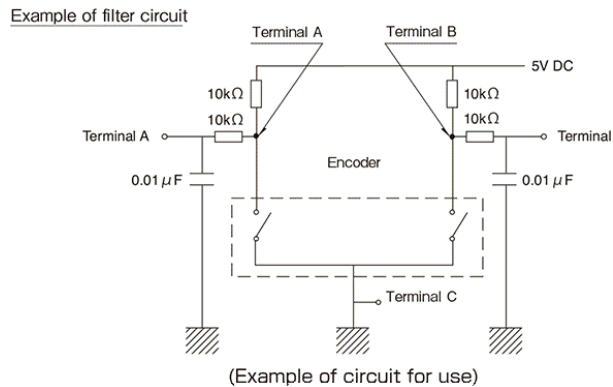 Example of filter circuit
Terminal A
Terminal B
5V DC
10kΩ
10kΩ
10kΩ
10kΩ
Terminal A
Terminal
Encoder
0.01μF
0.01μF
Terminal C
(Example of circuit for use)